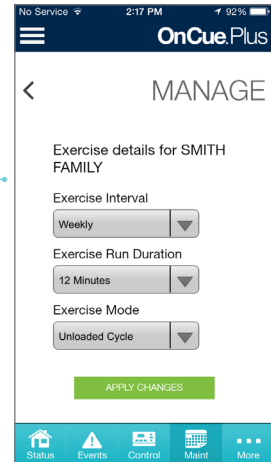 No Service 2:17 PM 92%
OnCue.Plus
MANAGE
Exercise details for SMITH
FAMILY
Exercise Interval
Weekly
Exercise Run Duration
12 Minutes
Exercise Mode
Unloaded Cycle
APPLY CHANGES
Status Events Control Maint More